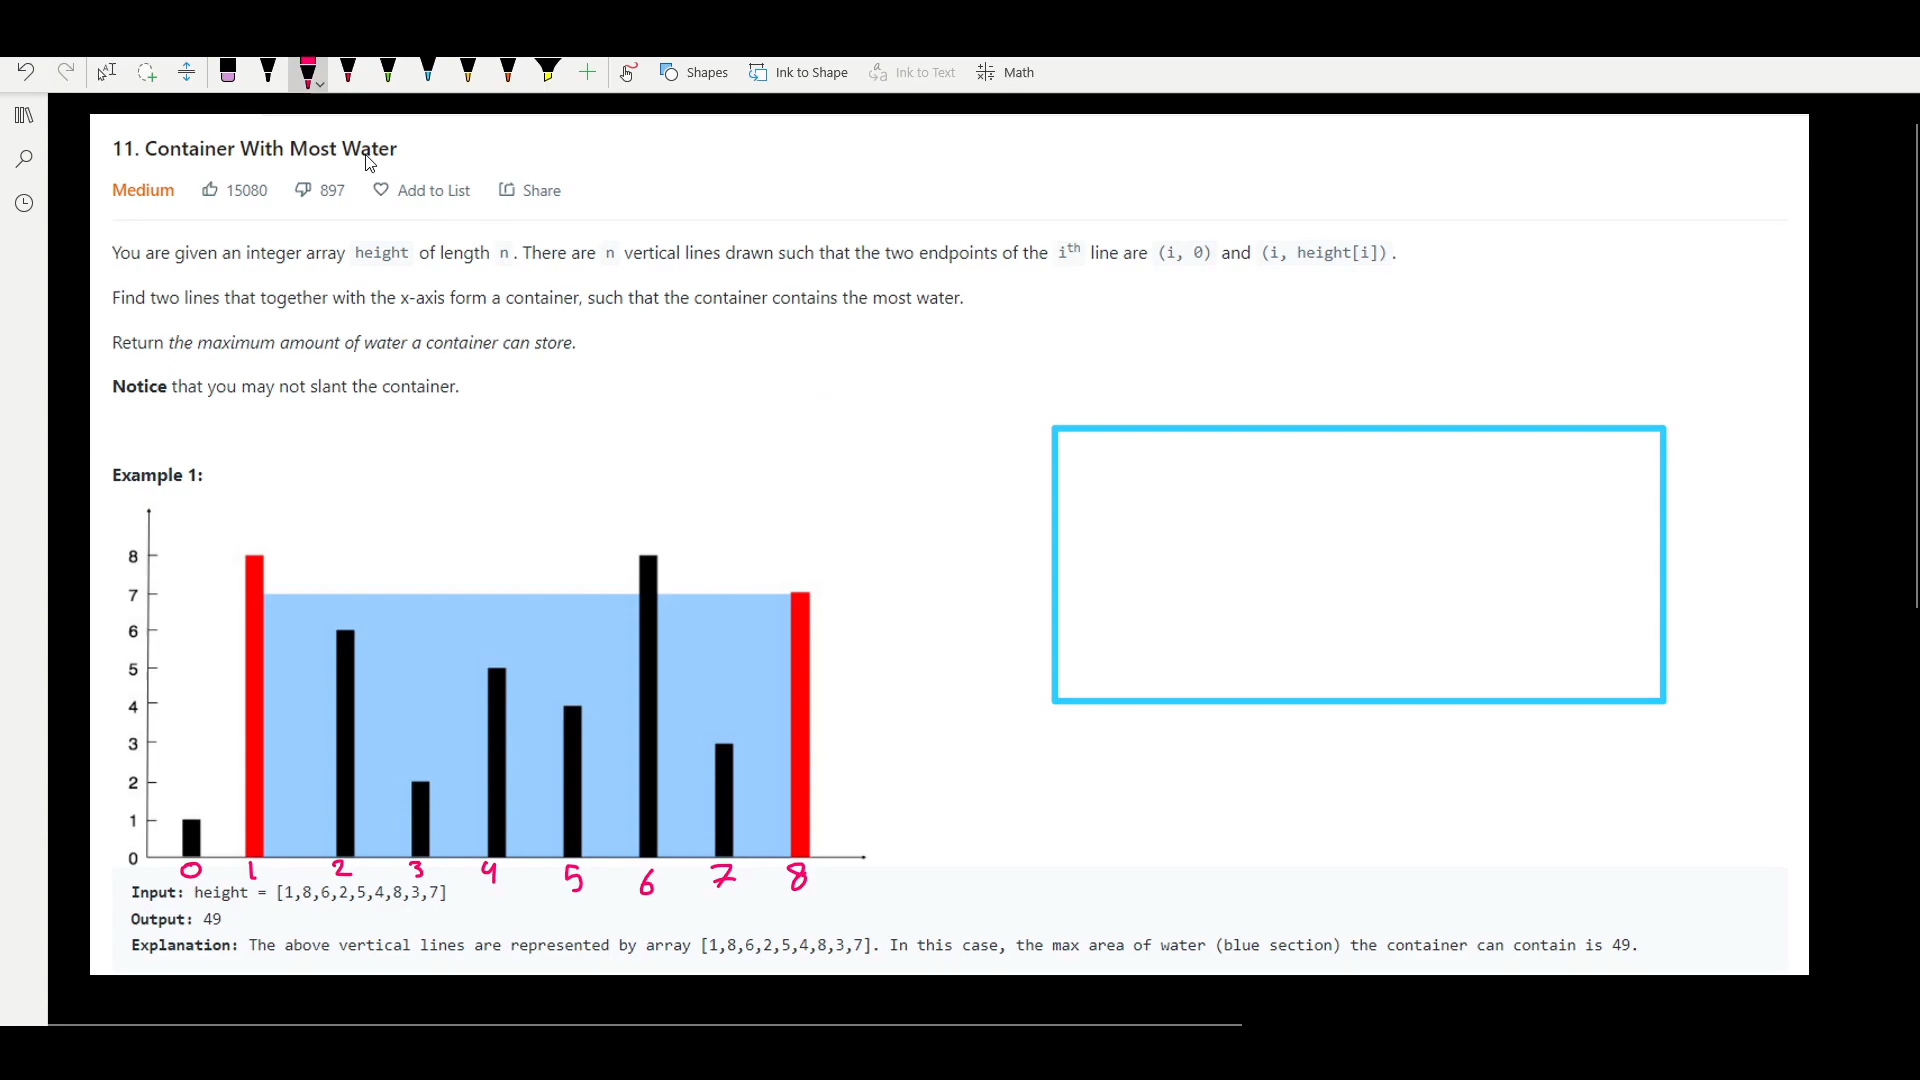 Shapes Ink to Shape Ink to Text Math
11. Container With Most Water
Medium 15080 897 Add to List Share
You are given an integer array height of length n. There are n vertical lines drawn such that the two endpoints of the ith line are (i, 0) and (i, height[i]).
Find two lines that together with the x-axis form a container, such that the container contains the most water.
Return the maximum amount of water a container can store.
Notice that you may not slant the container.
Example 1:
8
7
6
5
4
3
2
1
0
0 1 2 3 4 5 6 7 8
Input: height = [1,8,6,2,5,4,8,3,7]
Output: 49
Explanation: The above vertical lines are represented by array [1,8,6,2,5,4,8,3,7]. In this case, the max area of water (blue section) the container can contain is 49.